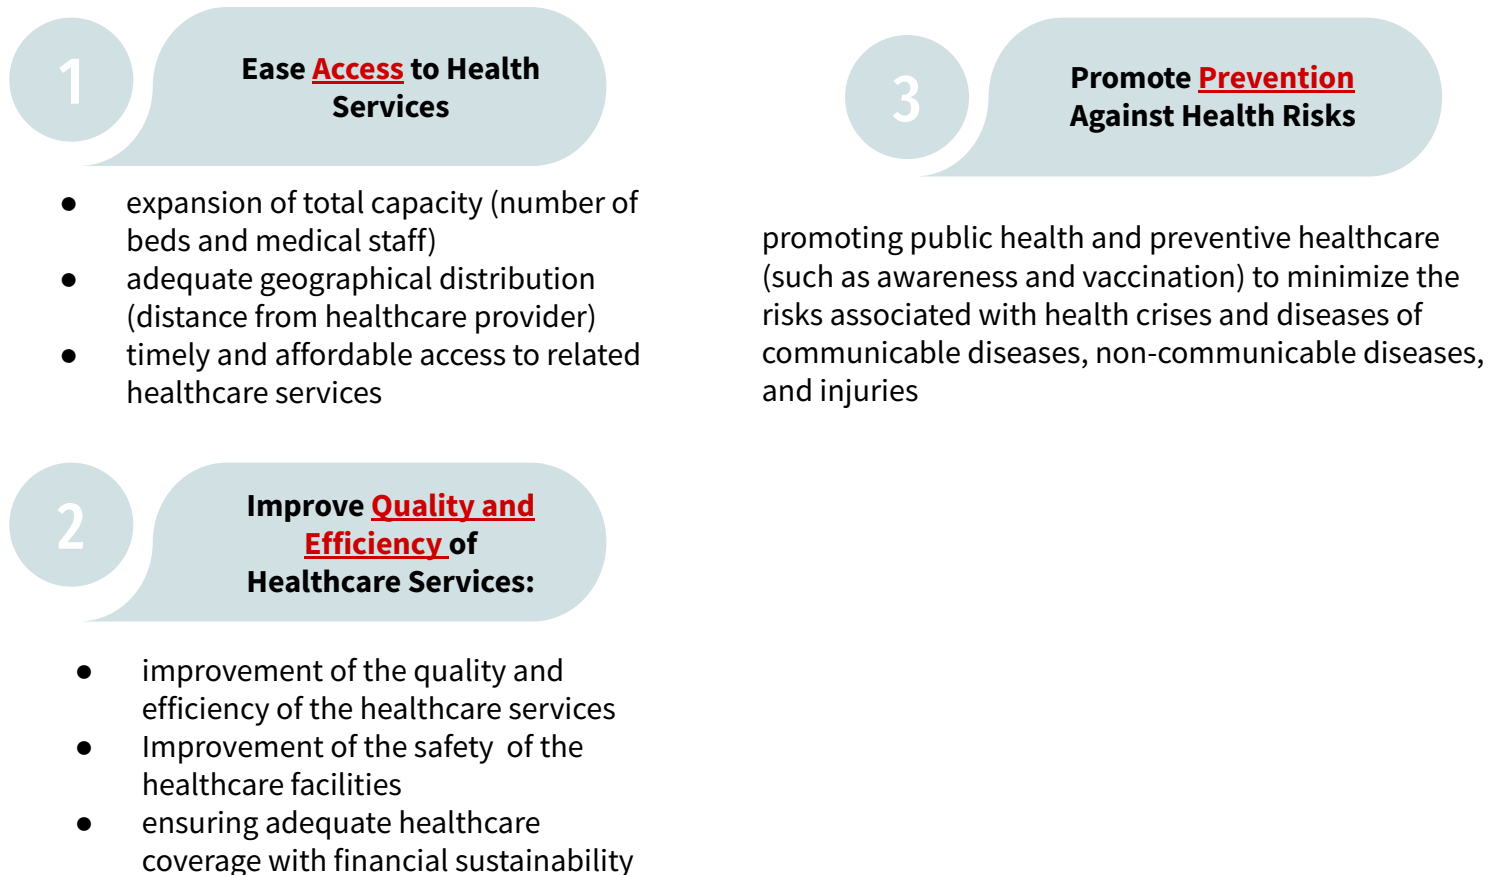 1
Ease Access to Health
Services
● expansion of total capacity (number of
beds and medical staff)
● adequate geographical distribution
(distance from healthcare provider)
● timely and affordable access to related
healthcare services
2
Improve Quality and
Efficiency of
Healthcare Services:
● improvement of the quality and
efficiency of the healthcare services
● Improvement of the safety  of the
healthcare facilities
● ensuring adequate healthcare
coverage with financial sustainability
3
Promote Prevention
Against Health Risks
promoting public health and preventive healthcare
(such as awareness and vaccination) to minimize the
risks associated with health crises and diseases of
communicable diseases, non-communicable diseases,
and injuries